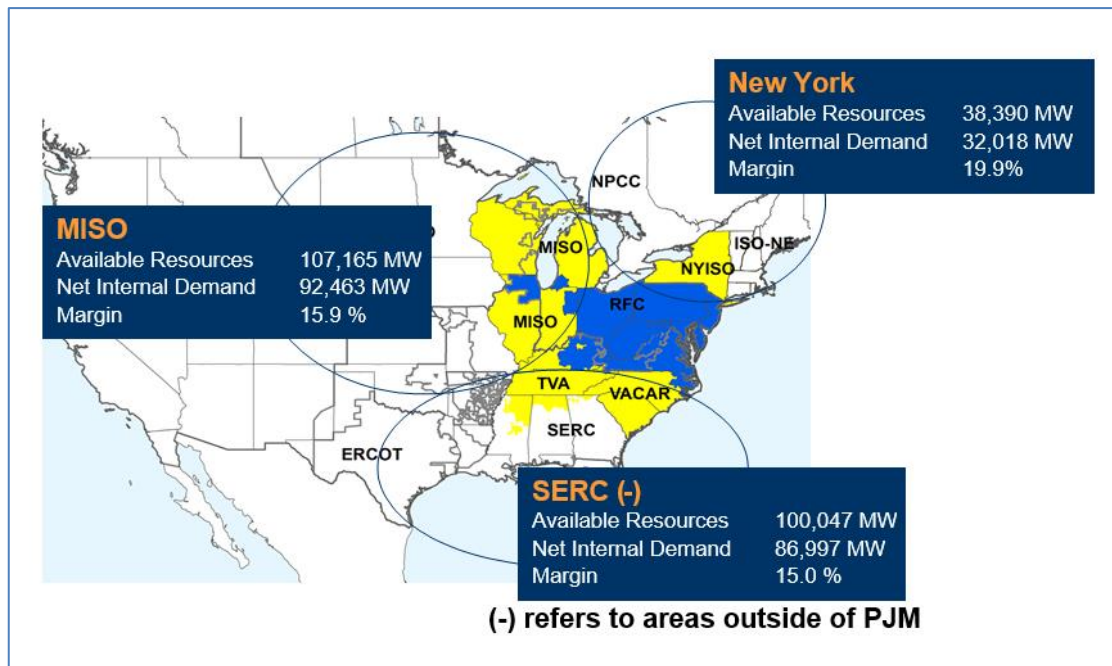 New York
Available Resources 38,390 MW
Net Internal Demand 32,018 MW
Margin 19.9%
NPCC
MISO
Available Resources 107,165 MW
Net Internal Demand 92,463 MW
Margin 15.9 %
MISO
ISO-NE
NYISO
RFC
MISO
TVA
VACAR
SERC
ERCOT
SERC (-)
Available Resources 100,047 MW
Net Internal Demand 86,997 MW
Margin 15.0 %
(-) refers to areas outside of PJM